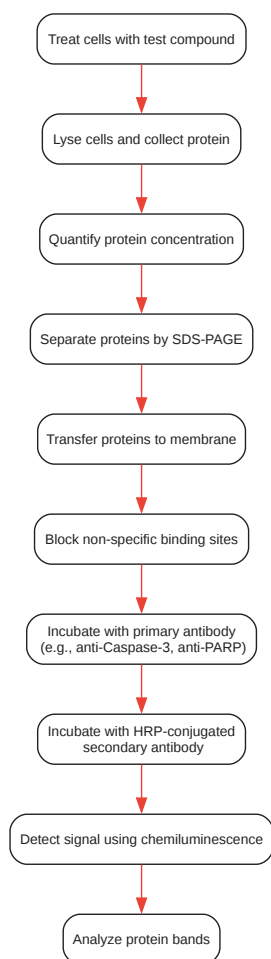 Treat cells with test compound
Lyse cells and collect protein
Quantify protein concentration
Separate proteins by SDS-PAGE
Transfer proteins to membrane
Block non-specific binding sites
Incubate with primary antibody
(e.g., anti-Caspase-3, anti-PARP)
Incubate with HRP-conjugated
secondary antibody
Detect signal using chemiluminescence
Analyze protein bands